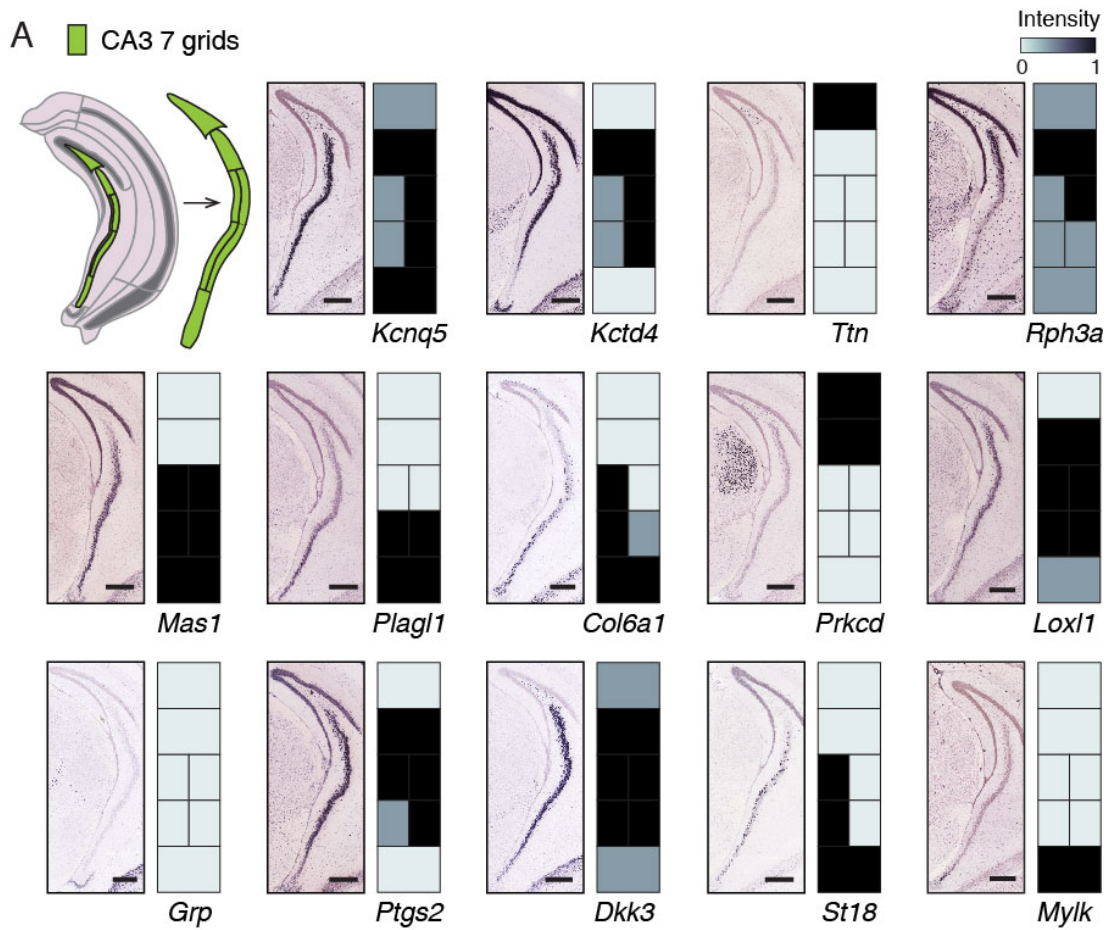 A CA3 7 grids
Intensity
0 1
Kcnq5 Kctd4 Ttn Rph3a
Mas1 Plagl1 Col6a1 Prkcd Loxl1
Grp Ptgs2 Dkk3 St18 Mylk